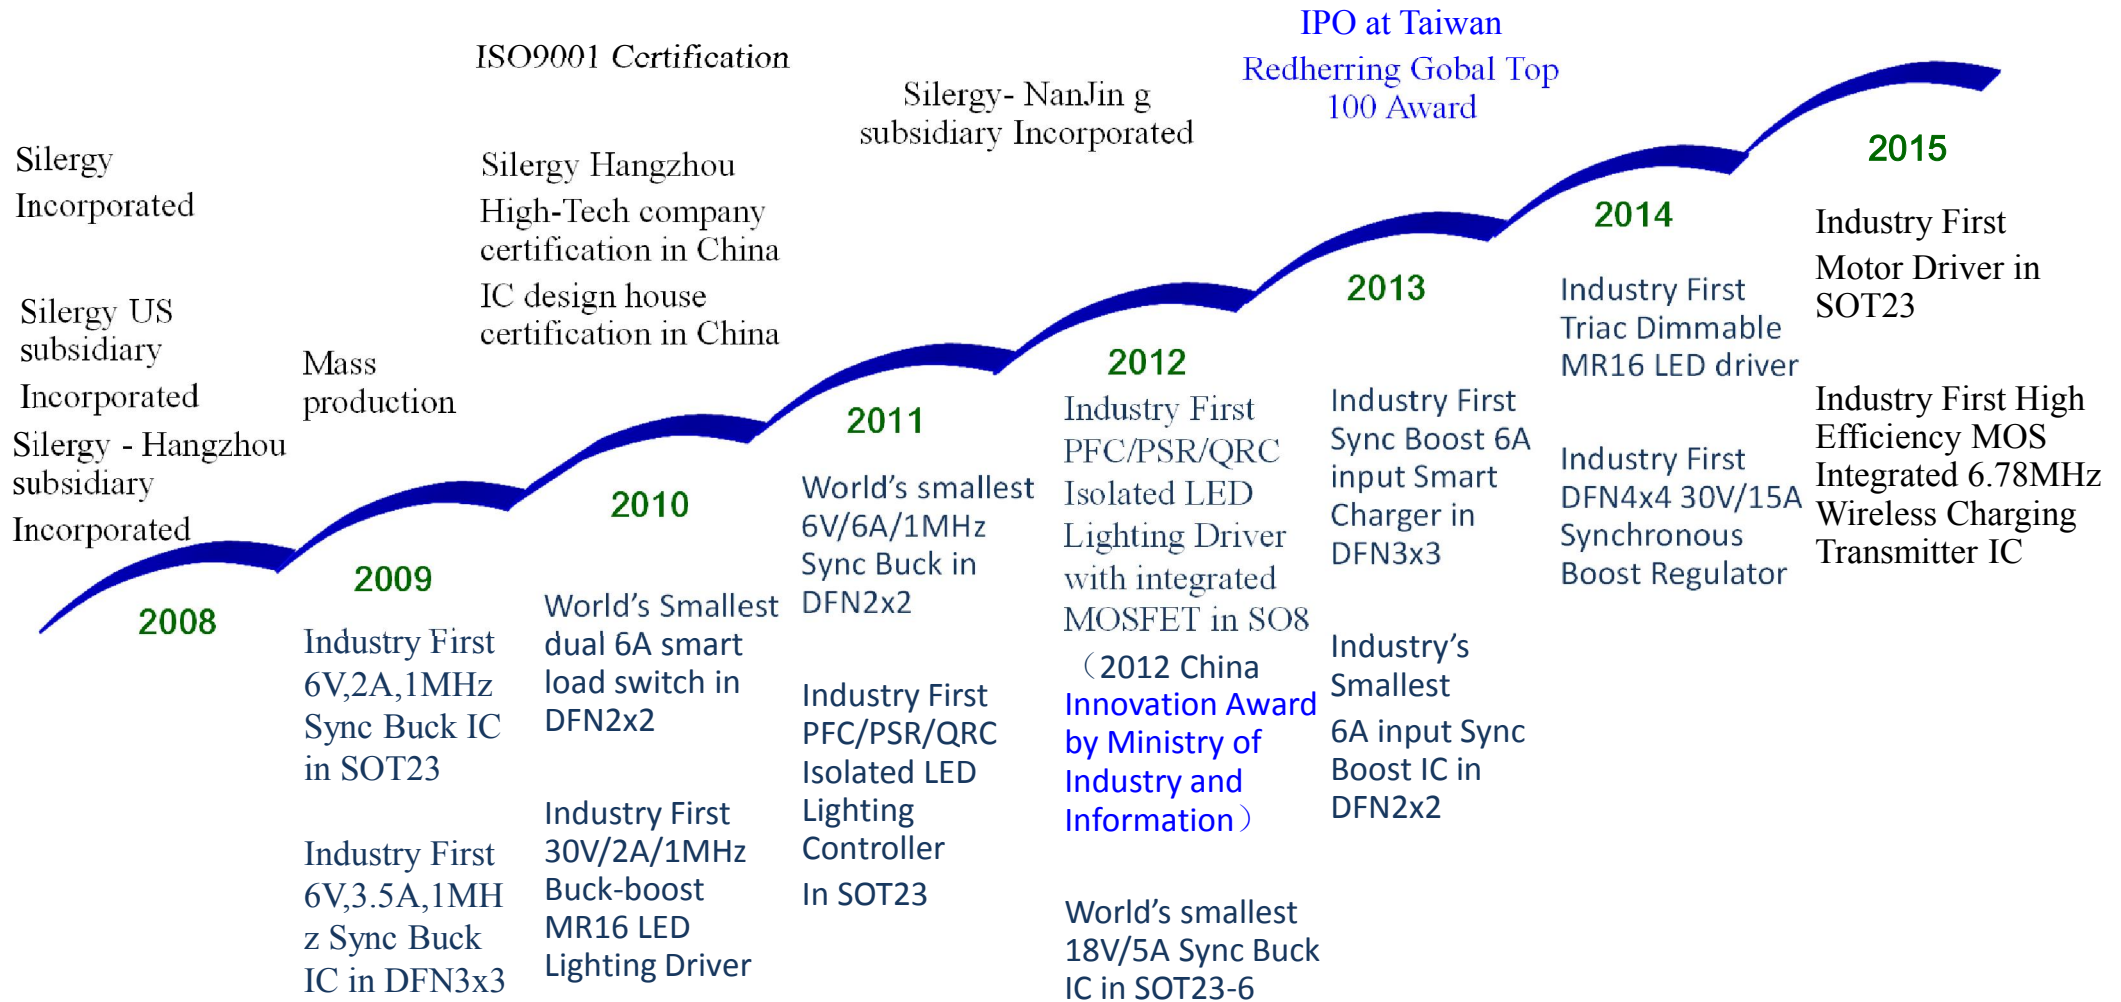 Silergy
Incorporated
Silergy US
subsidiary
Incorporated
Silergy - Hangzhou
subsidiary
Incorporated
2008
Mass
production
2009
Industry First
6V,2A,1MHz
Sync Buck IC
in SOT23
Industry First
6V,3.5A,1MH
z Sync Buck
IC in DFN3x3
ISO9001 Certification
Silergy Hangzhou
High-Tech company
certification in China
IC design house
certification in China
2010
World's Smallest
dual 6A smart
load switch in
DFN2x2
Industry First
30V/2A/1MHz
Buck-boost
MR16 LED
Lighting Driver
2011
World's smallest
6V/6A/1MHz
Sync Buck in
DFN2x2
Industry First
PFC/PSR/QRC
Isolated LED
Lighting
Controller
In SOT23
Silergy- NanJin g
subsidiary Incorporated
2012
Industry First
PFC/PSR/QRC
Isolated LED
Lighting Driver
with integrated
MOSFET in SO8
（2012 China
Innovation Award
by Ministry of
Industry and
Information）
World's smallest
18V/5A Sync Buck
IC in SOT23-6
IPO at Taiwan
Redherring Gobal Top
100 Award
2013
Industry First
Sync Boost 6A
input Smart
Charger in
DFN3x3
Industry's
Smallest
6A input Sync
Boost IC in
DFN2x2
2014
Industry First
Triac Dimmable
MR16 LED driver
Industry First
DFN4x4 30V/15A
Synchronous
Boost Regulator
2015
Industry First
Motor Driver in
SOT23
Industry First High
Efficiency MOS
Integrated 6.78MHz
Wireless Charging
Transmitter IC